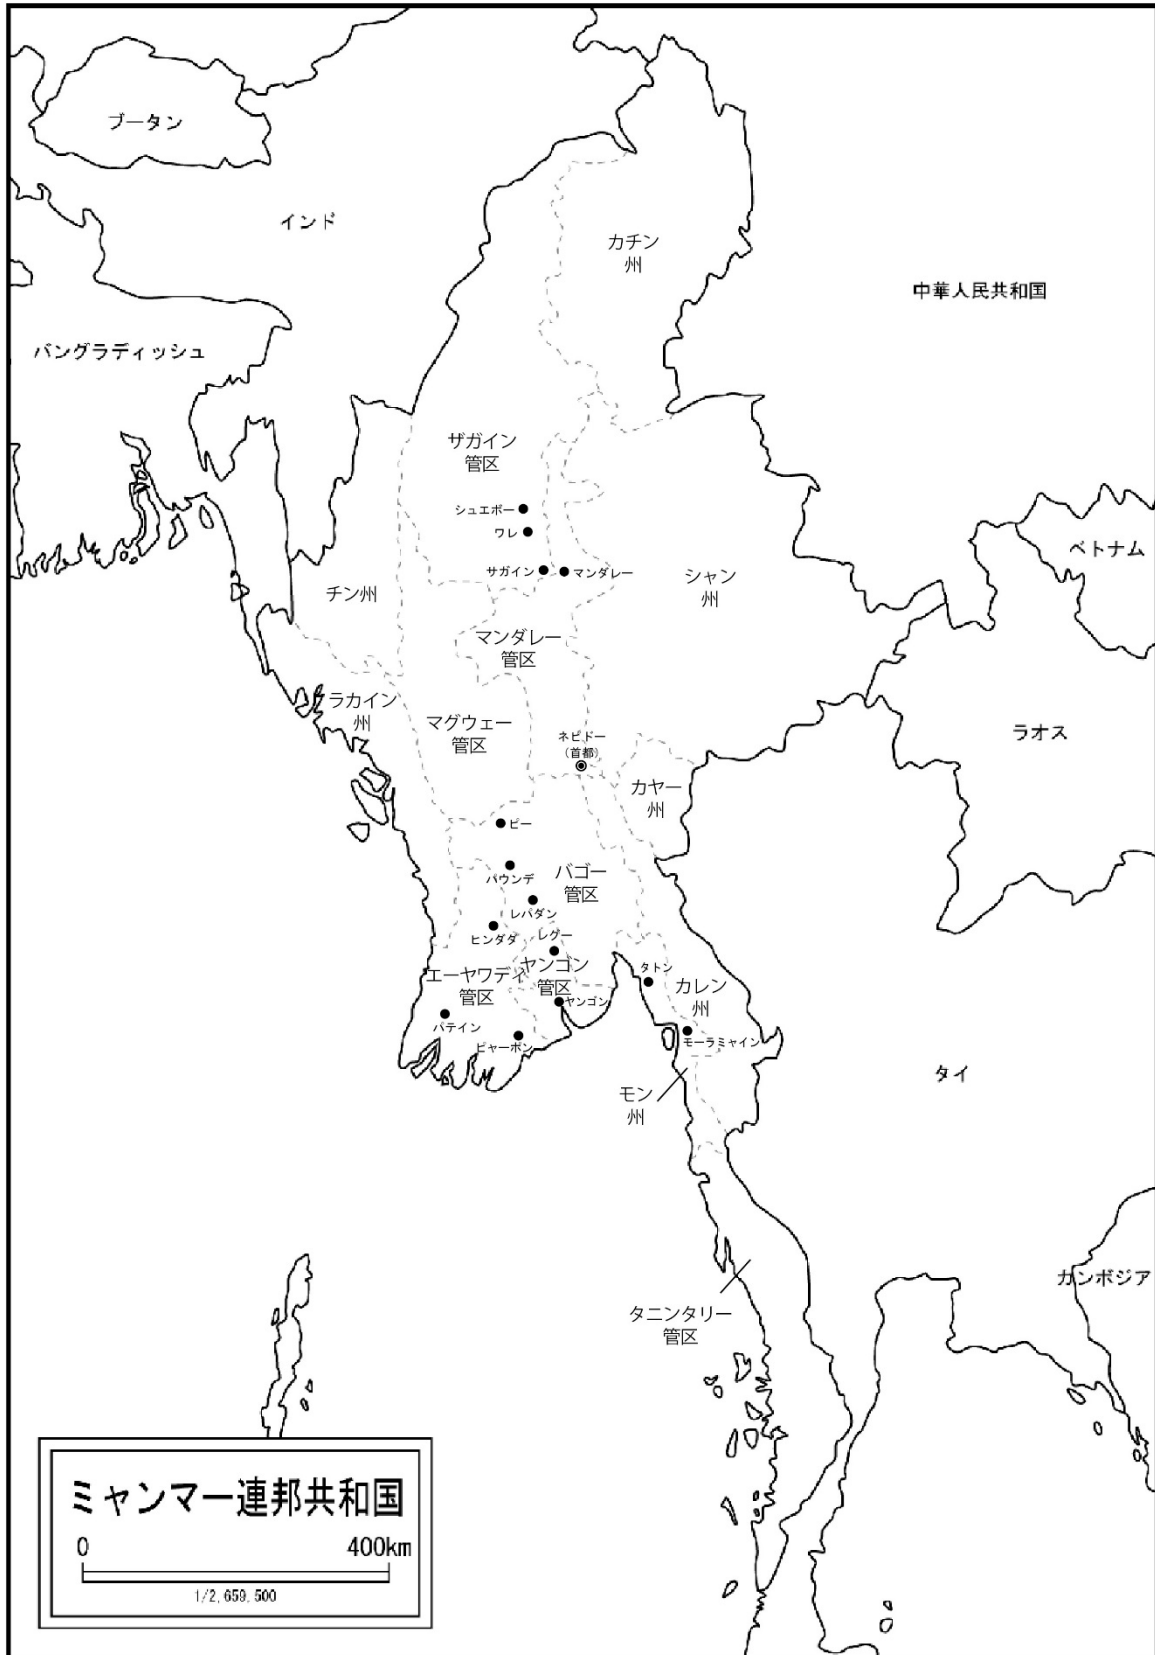 ブータン
インド
カチン
州
中華人民共和国
バングラディッシュ
ザガイン
管区
シュエボー
ワレ
サガイン
マンダレー
シャン
州
ベトナム
チン州
マンダレー
管区
ラカイン
州
マグウェー
管区
ネピドー
(首都)
ラオス
カヤー
州
ピー
パウンデ
バゴー
管区
レパダン
ヒンダダ
レグー
エーヤワディ
管区
ヤンゴン
管区
タトン
カレン
州
ヤンゴン
パテイン
ピャーポン
モーラミャイン
モン
州
タイ
カンボジア
タニンタリー
管区
ミャンマー連邦共和国
0 400km
1/2,659,500